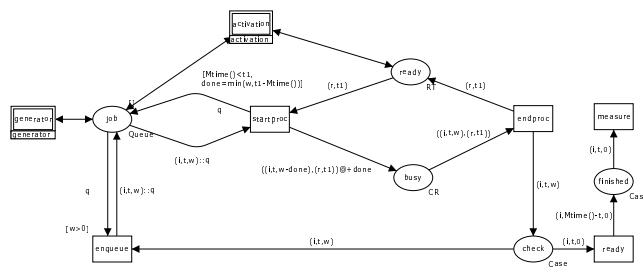 activation
activation
[Mtime()<t1,
done=min(w,t1-Mtime())]
ready
RT
(r,t1)
(r,t1)
generator
generator
[]
job
Queue
q
startproc
endproc
measure
(i,t,w)::q
((i,t,w),(r,t1))
(i,t,0)
((i,t,w-done),(r,t1))@+done
busy
CR
q
(i,t,w)::q
(i,t,w)
finished
Cas
(i,Mtime()-t,0)
[w>0]
enqueue
(i,t,w)
check
Case
(i,t,0)
ready